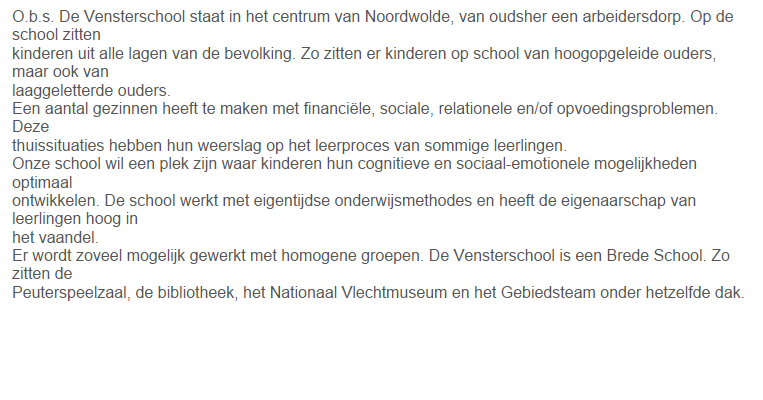 O.b.s. De Vensterschool staat in het centrum van Noordwolde, van oudsher een arbeidersdorp. Op de
school zitten
kinderen uit alle lagen van de bevolking. Zo zitten er kinderen op school van hoogopgeleide ouders,
maar ook van
laaggeletterde ouders.
Een aantal gezinnen heeft te maken met financiële, sociale, relationele en/of opvoedingsproblemen.
Deze
thuissituaties hebben hun weerslag op het leerproces van sommige leerlingen.
Onze school wil een plek zijn waar kinderen hun cognitieve en sociaal-emotionele mogelijkheden
optimaal
ontwikkelen. De school werkt met eigentijdse onderwijsmethodes en heeft de eigenaarschap van
leerlingen hoog in
het vaandel.
Er wordt zoveel mogelijk gewerkt met homogene groepen. De Vensterschool is een Brede School. Zo
zitten de
Peuterspeelzaal, de bibliotheek, het Nationaal Vlechtmuseum en het Gebiedsteam onder hetzelfde dak.